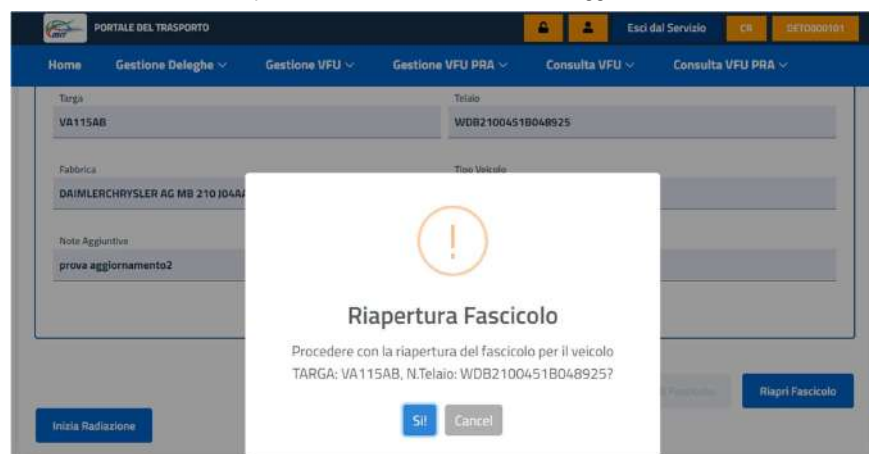 PORTALE DEL TRASPORTO
Esci dal Servizio
CR
DETO000101
Home
Gestione Deleghe
Gestione VFU
Gestione VFU PRA
Consulta VFU
Consulta VFU PRA
Targa
Telaio
VA115AB
WDB2100451B048925
Fabbrica
Tipo Veicolo
DAIMLERCHRYSLER AG MB 210 J04AA
Note Aggiuntive
prova aggiornamento2
Riapertura Fascicolo
Procedere con la riapertura del fascicolo per il veicolo
TARGA: VA115AB, N.Telaio: WDB2100451B048925?
Si!
Cancel
Riapri Fascicolo
Inizia Radiazione